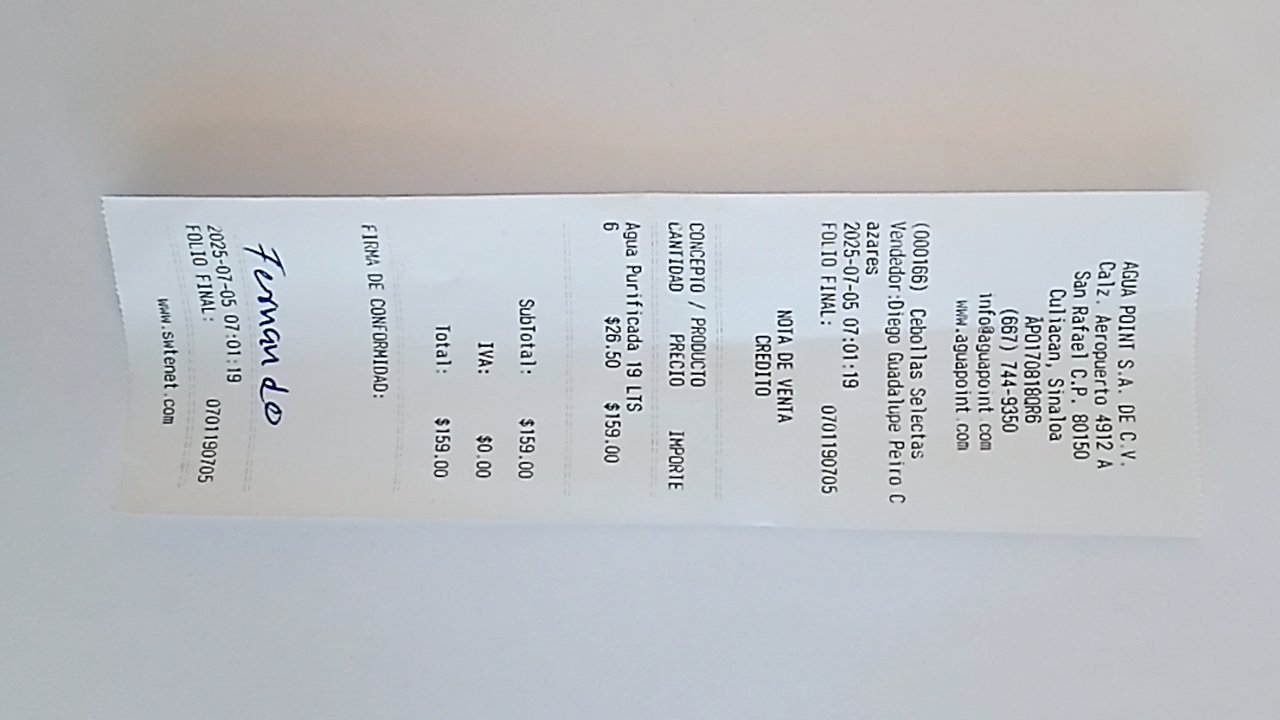 AGUA POINT S.A. DE C.V.
Calz. Aeropuerto 4912 A
San Rafael C.P. 80150
Culiacan, Sinaloa
APO170818QR6
(667) 744-9350
info@aguapoint.com
www.aguapoint.com
(000166) Cebollas Selectas
Vendedor:Diego Guadalupe Peiro C
azares
2025-07-05 07:01:19
FOLIO FINAL: 0701190705
NOTA DE VENTA
CREDITO
CONCEPTO / PRODUCTO
CANTIDAD PRECIO IMPORTE
Agua Purificada 19 LTS
6 $26.50 $159.00
SubTotal: $159.00
IVA: $0.00
Total: $159.00
FIRMA DE CONFORMIDAD:
Fernando
2025-07-05 07:01:19
FOLIO FINAL: 0701190705
www.swtenet.com